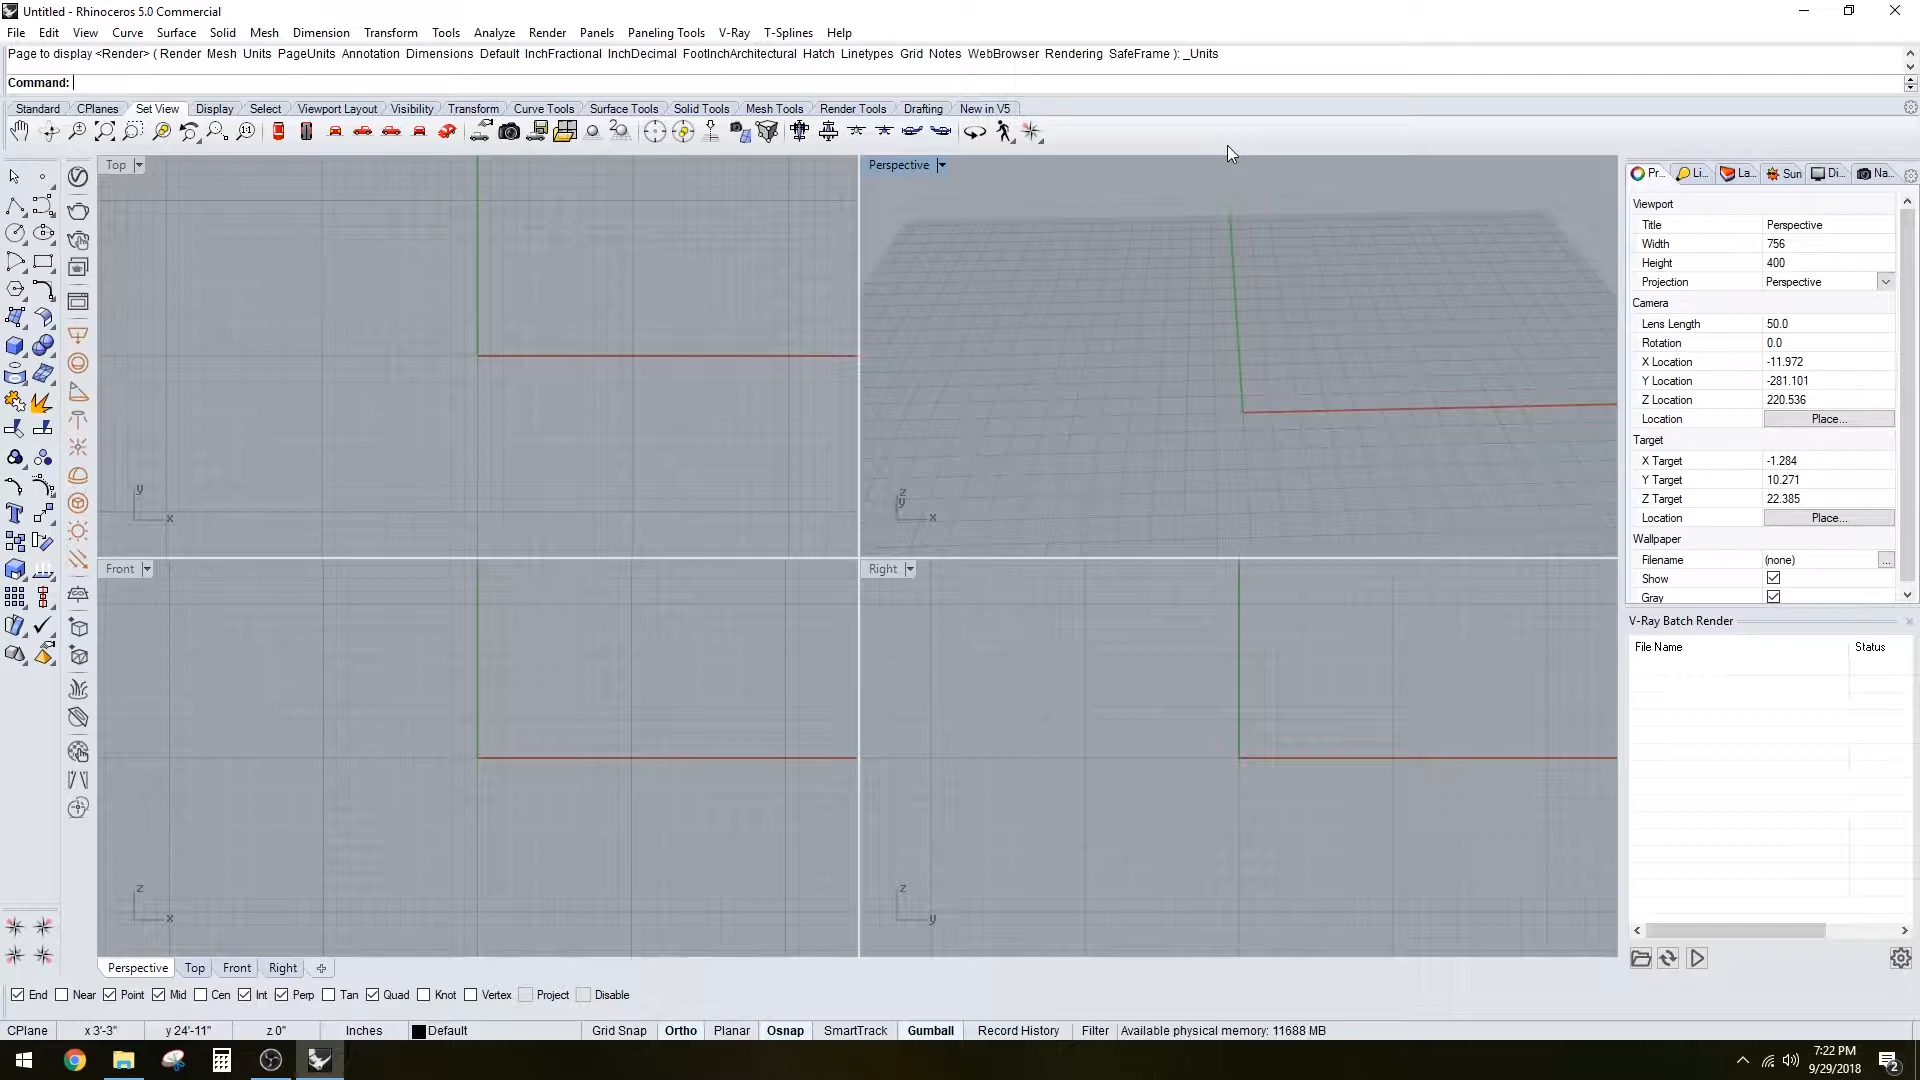 Untitled - Rhinoceros 5.0 Commercial
File Edit View Curve Surface Solid Mesh Dimension Transform Tools Analyze Render Panels Paneling Tools V-Ray T-Splines Help
Page to display <Render> ( Render Mesh Units PageUnits Annotation Dimensions Default InchFractional InchDecimal FootInchArchitectural Hatch Linetypes Grid Notes WebBrowser Rendering SafeFrame ): _Units
Command:
Standard CPlanes Set View Display Select Viewport Layout Visibility Transform Curve Tools Surface Tools Solid Tools Mesh Tools Render Tools Drafting New in V5
Top
Perspective
Pr... Li... La... Sun Di... Na...
Viewport
Title Perspective
Width 756
Height 400
Projection Perspective
Camera
Lens Length 50.0
Rotation 0.0
X Location -11.972
Y Location -281.101
Z Location 220.536
Location Place...
Target
X Target -1.284
Y Target 10.271
Z Target 22.385
Location Place...
Wallpaper
Filename (none) ...
Show
Gray
y
x
z
y
x
Front
Right
V-Ray Batch Render
File Name Status
z
x
z
y
Perspective Top Front Right
End Near Point Mid Cen Int Perp Tan Quad Knot Vertex Project Disable
CPlane x 3'-3" y 24'-11" z 0" Inches Default Grid Snap Ortho Planar Osnap SmartTrack Gumball Record History Filter Available physical memory: 11688 MB
7:22 PM
9/29/2018
2